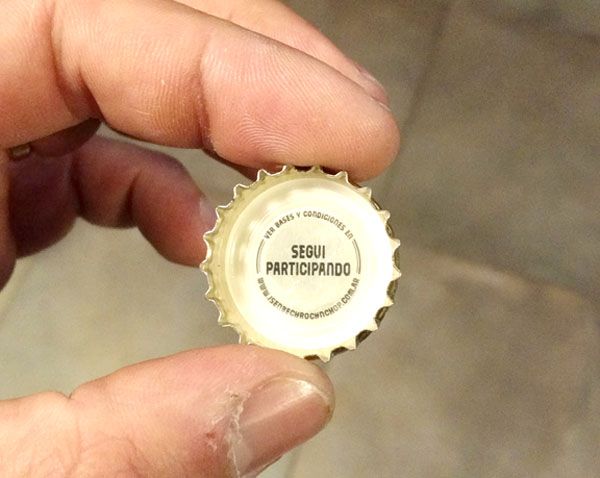 VER BASES Y CONDICIONES EN
SEGUI
PARTICIPANDO